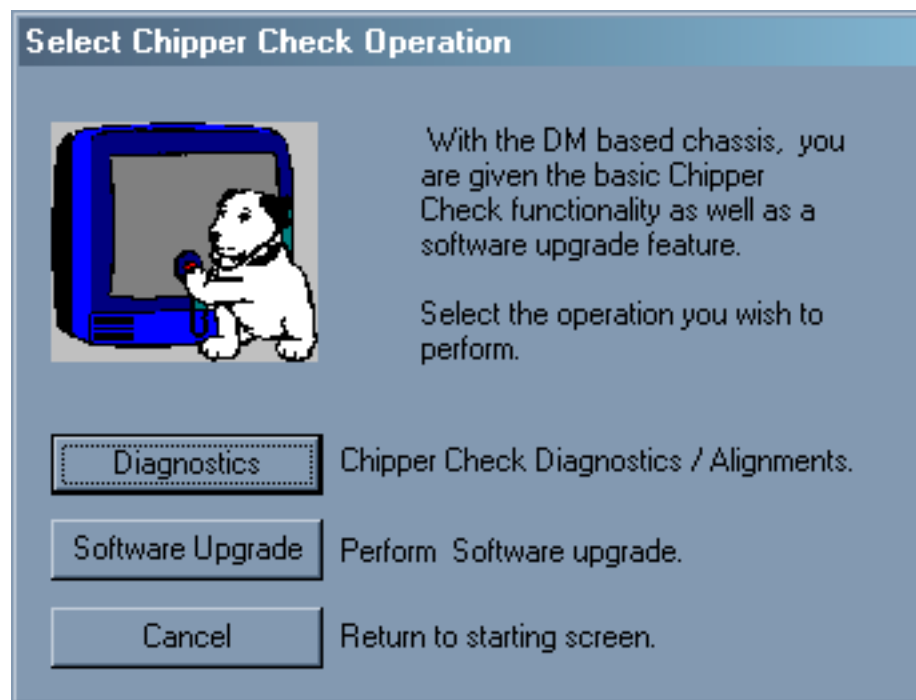 Select Chipper Check Operation
With the DM based chassis, you
are given the basic Chipper
Check functionality as well as a
software upgrade feature.
Select the operation you wish to
perform.
Diagnostics
Chipper Check Diagnostics / Alignments.
Software Upgrade
Perform Software upgrade.
Cancel
Return to starting screen.